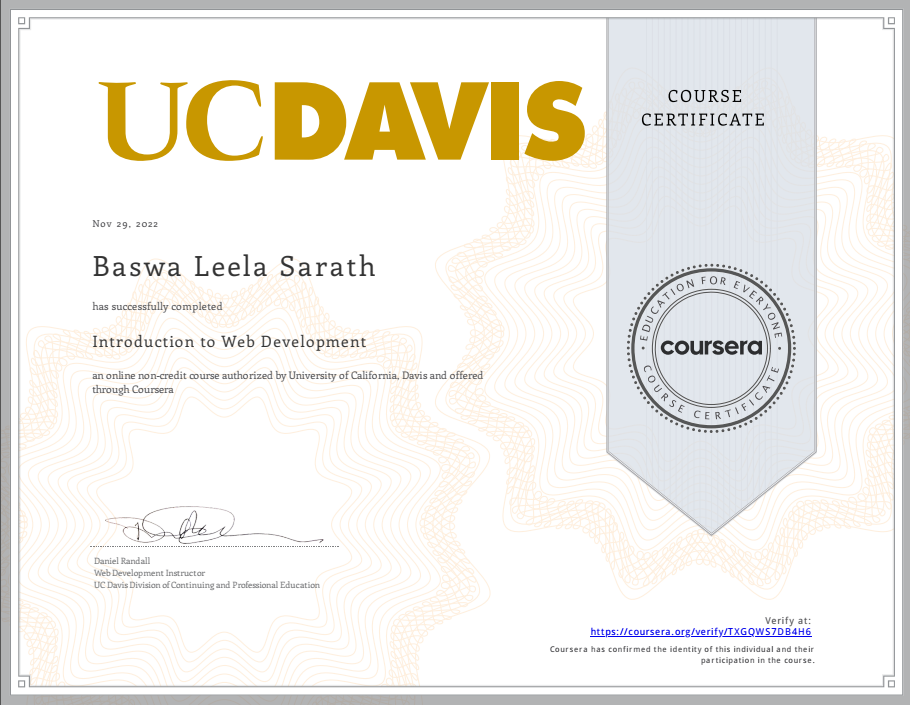 UCDAVIS
COURSE
CERTIFICATE
Nov 29, 2022
Baswa Leela Sarath
has successfully completed
Introduction to Web Development
an online non-credit course authorized by University of California, Davis and offered
through Coursera
EDUCATION FOR EVERYONE
coursera
COURSE CERTIFICATE
Daniel Randall
Web Development Instructor
UC Davis Division of Continuing and Professional Education
Verify at:
https://coursera.org/verify/TXGQWS7DB4H6
Coursera has confirmed the identity of this individual and their
participation in the course.